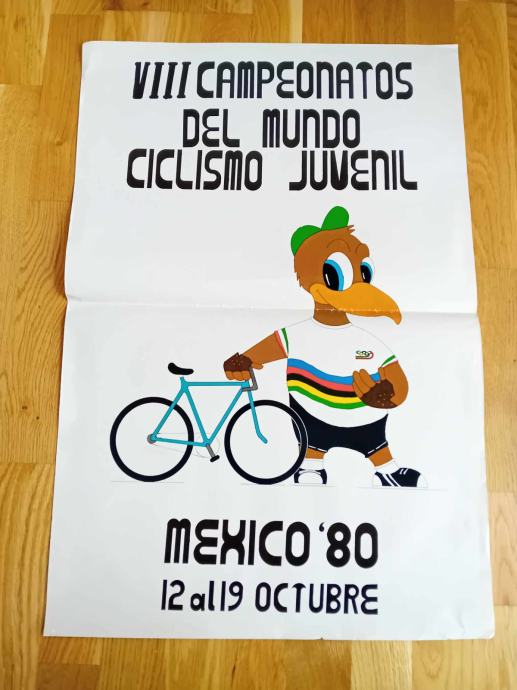 VIII CAMPEONATOS
DEL MUNDO
CICLISMO JUVENIL
MEXICO '80
12 al 19 OCTUBRE